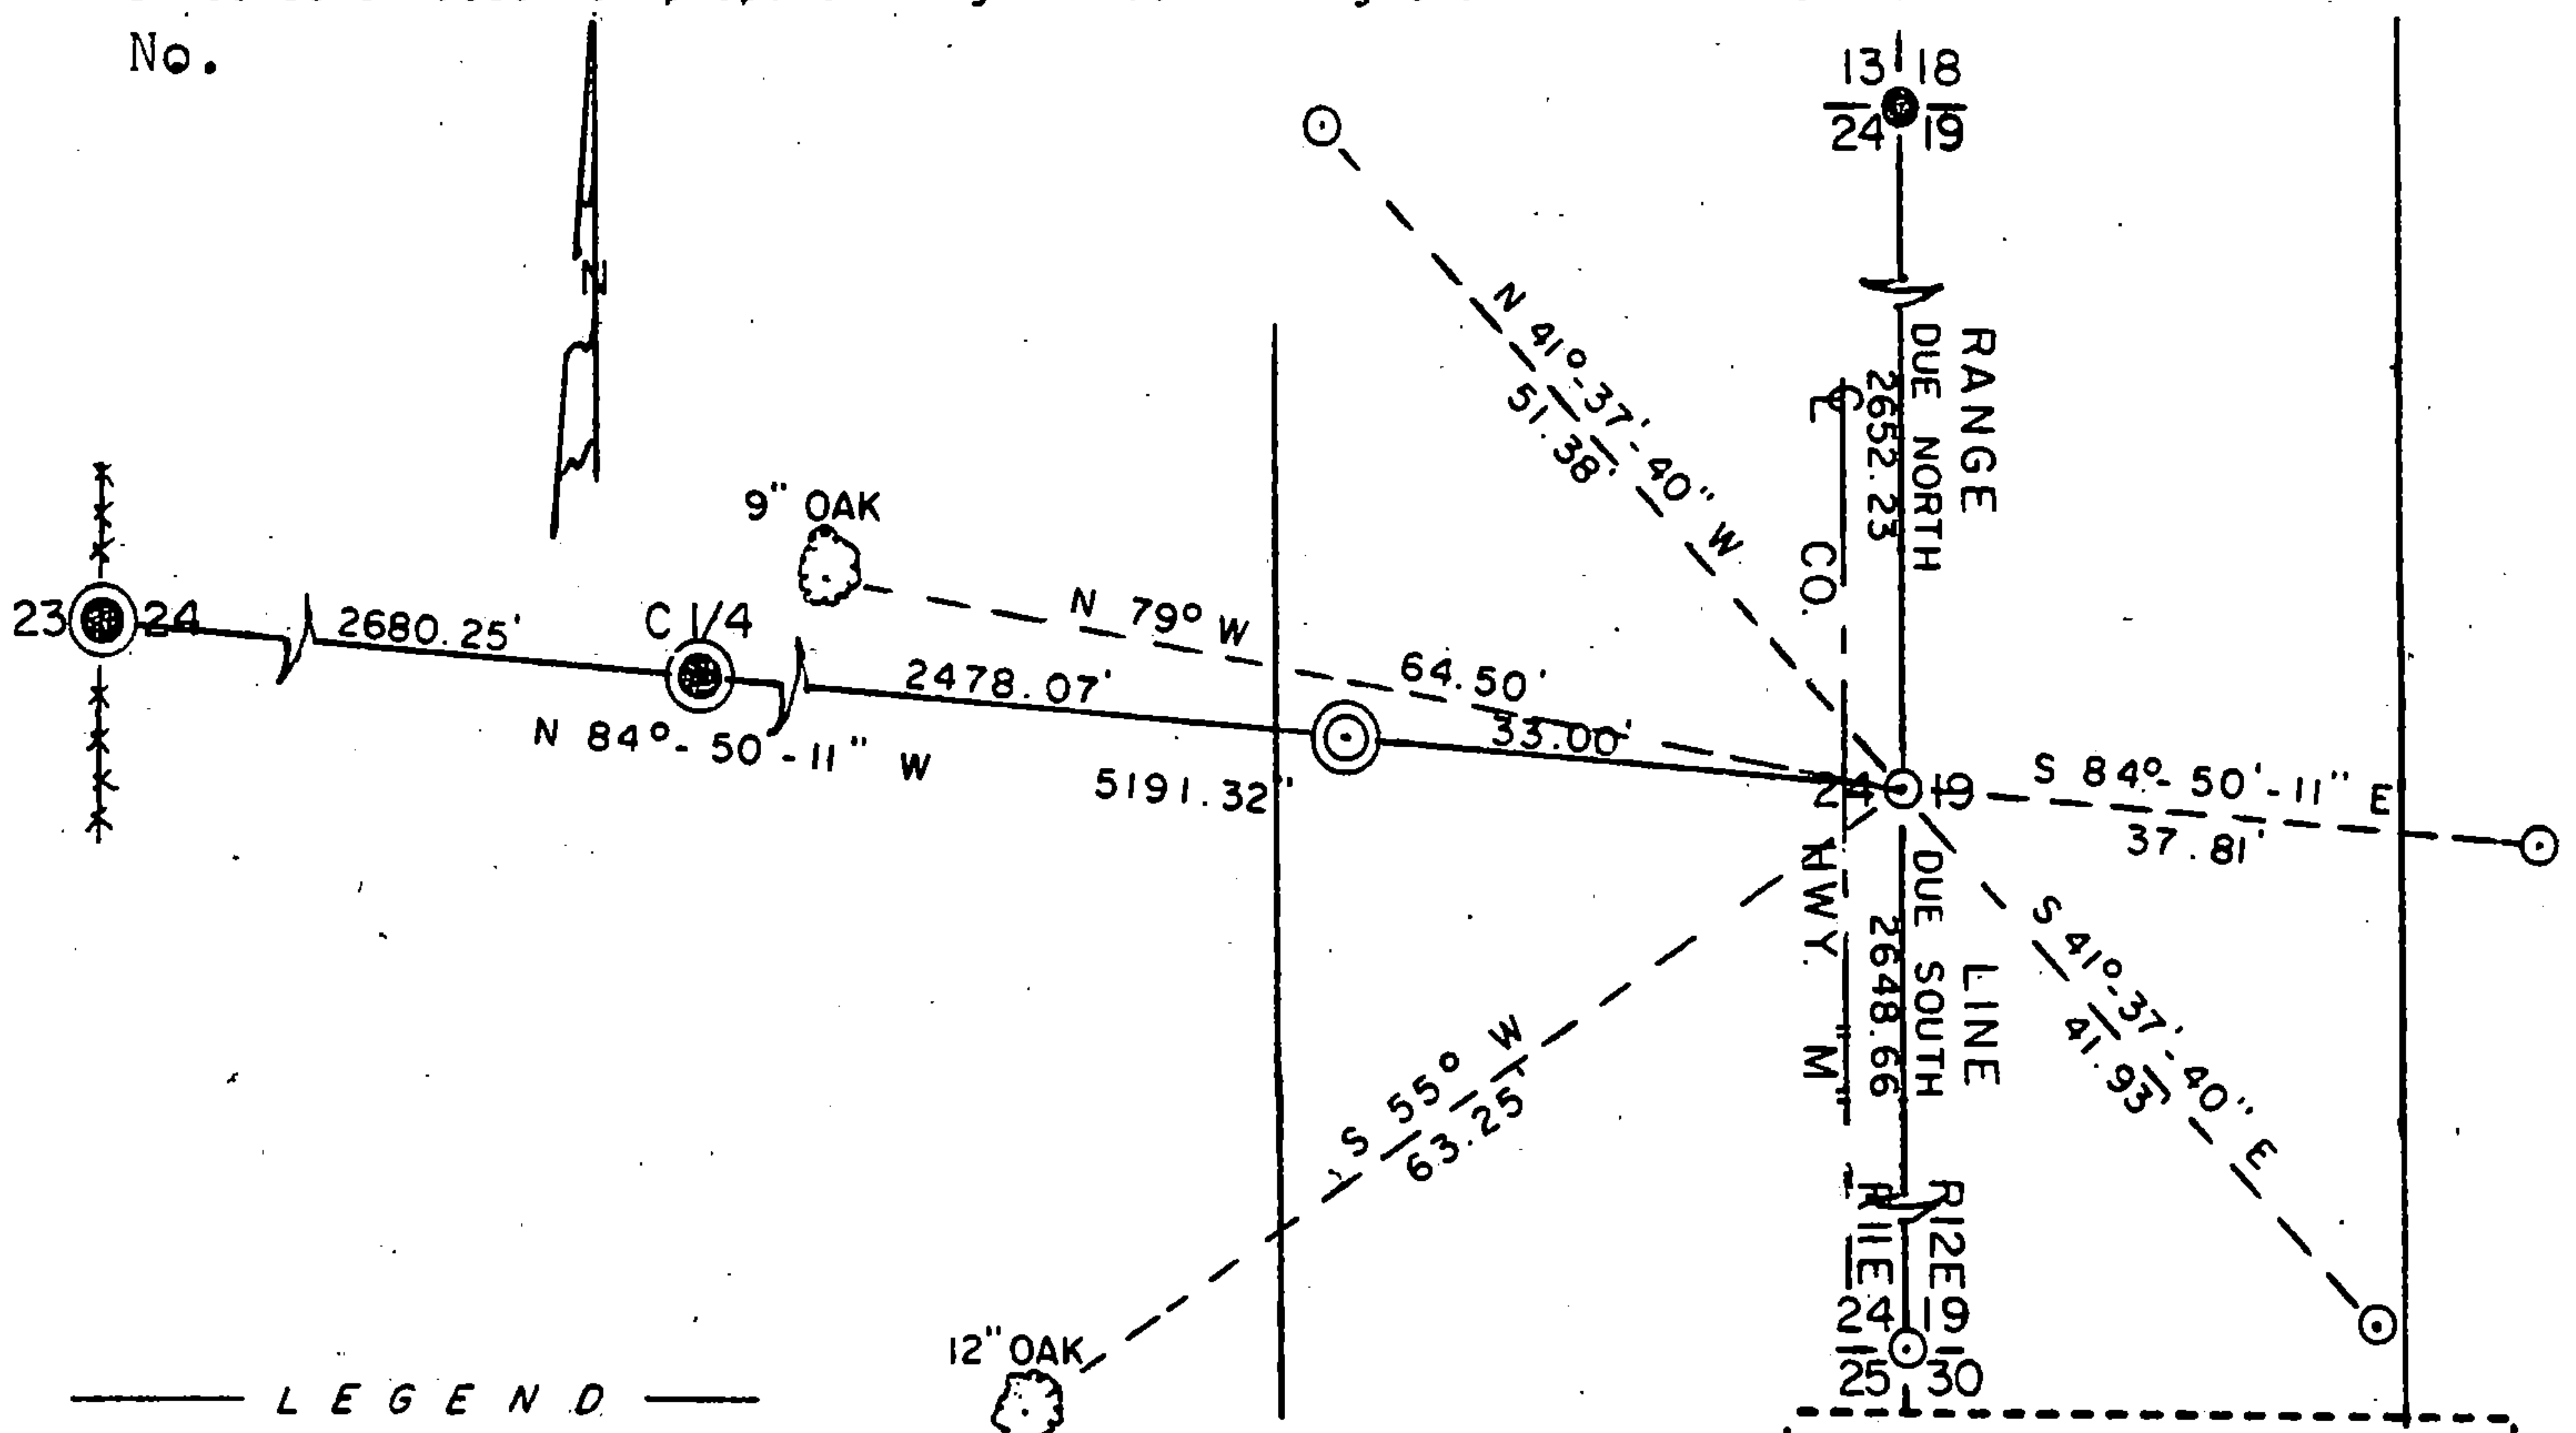 No.
13 18
24 19
N
N 41°-37'-40" W
51.38'
RANGE
DUE NORTH
2652.23
CL
CO.
9" OAK
23 24
2680.25'
C 1/4
N 79° W
64.50'
2478.07'
33.00'
N 84°-50'-11" W
5191.32"
24 19
S 84°-50'-11" E
37.81'
HWY. "M"
DUE SOUTH
2648.66
LINE
S 41°-37'-40" E
41.93'
S 55° W
63.25'
R11E
R12E
24 19
25 30
12" OAK
LEGEND